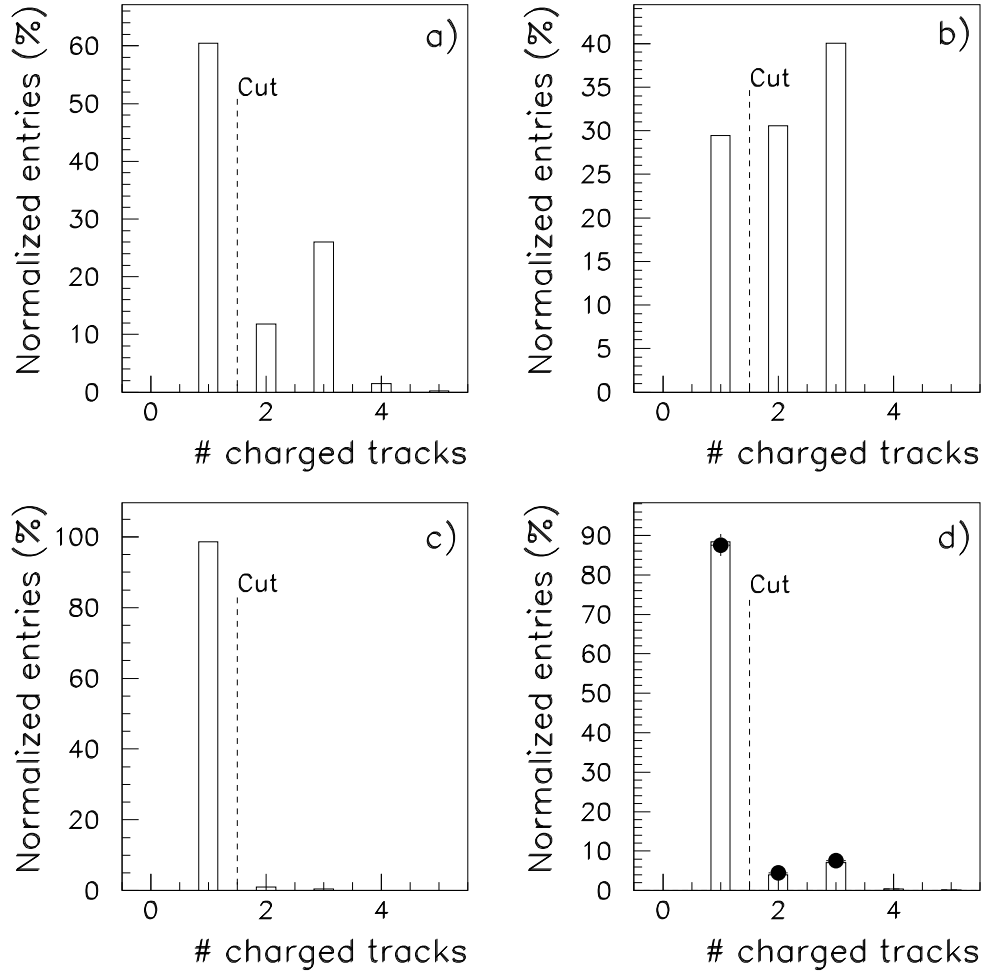 a)
Normalized entries (%)
60
50
40
30
20
10
0
Cut
0 2 4
# charged tracks
b)
Normalized entries (%)
40
35
30
25
20
15
10
5
0
Cut
0 2 4
# charged tracks
c)
Normalized entries (%)
100
80
60
40
20
0
Cut
0 2 4
# charged tracks
d)
Normalized entries (%)
90
80
70
60
50
40
30
20
10
0
Cut
0 2 4
# charged tracks